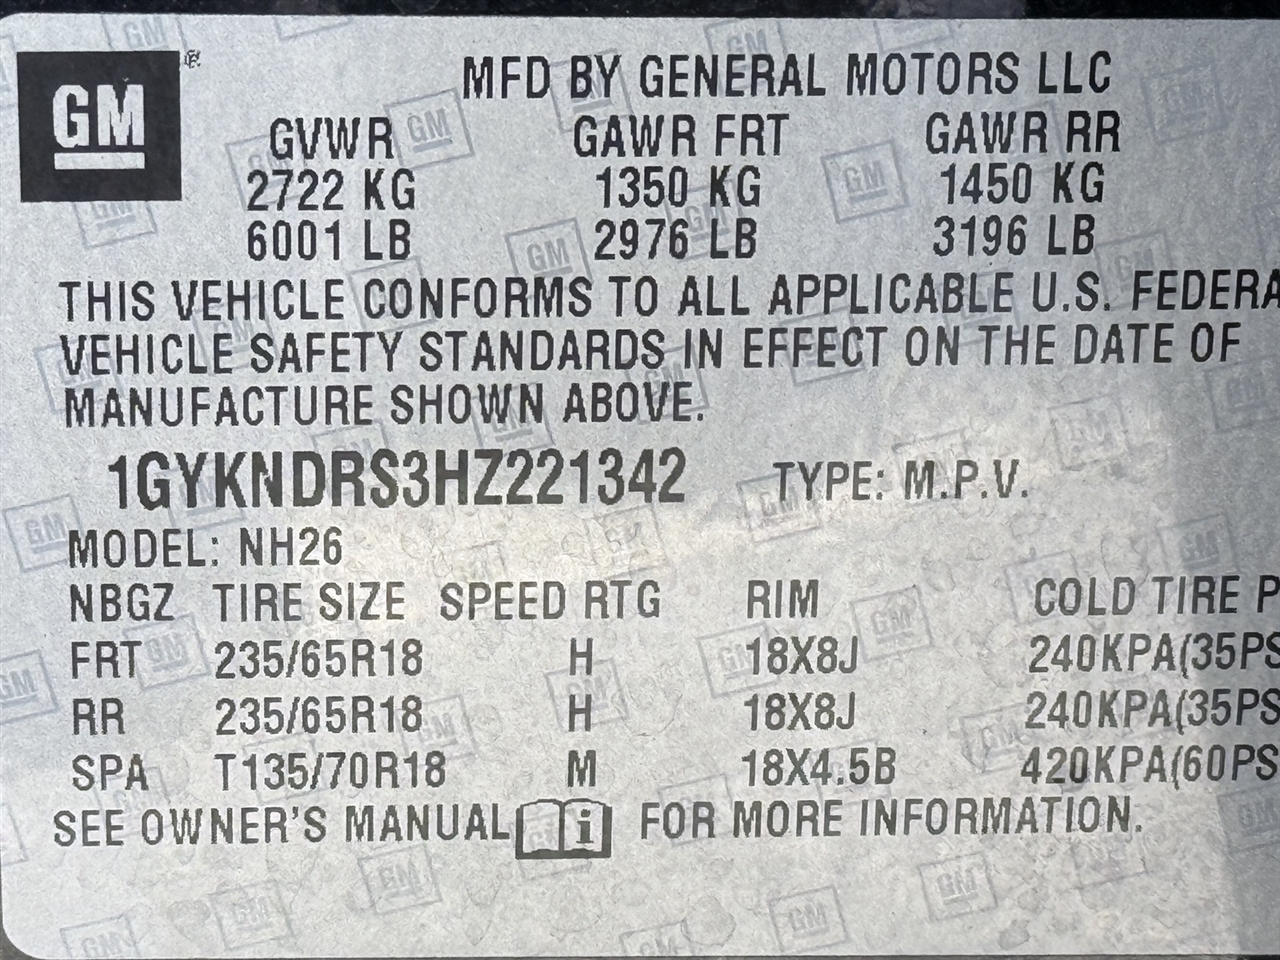 GM
MFD BY GENERAL MOTORS LLC
GVWR GAWR FRT GAWR RR
2722 KG 1350 KG 1450 KG
6001 LB 2976 LB 3196 LB
THIS VEHICLE CONFORMS TO ALL APPLICABLE U.S. FEDERA
VEHICLE SAFETY STANDARDS IN EFFECT ON THE DATE OF
MANUFACTURE SHOWN ABOVE.
1GYKNDRS3HZ221342 TYPE: M.P.V.
MODEL: NH26
NBGZ TIRE SIZE SPEED RTG RIM COLD TIRE P
FRT 235/65R18 H 18X8J 240KPA(35PS
RR 235/65R18 H 18X8J 240KPA(35PS
SPA T135/70R18 M 18X4.5B 420KPA(60PS
SEE OWNER'S MANUAL i FOR MORE INFORMATION.